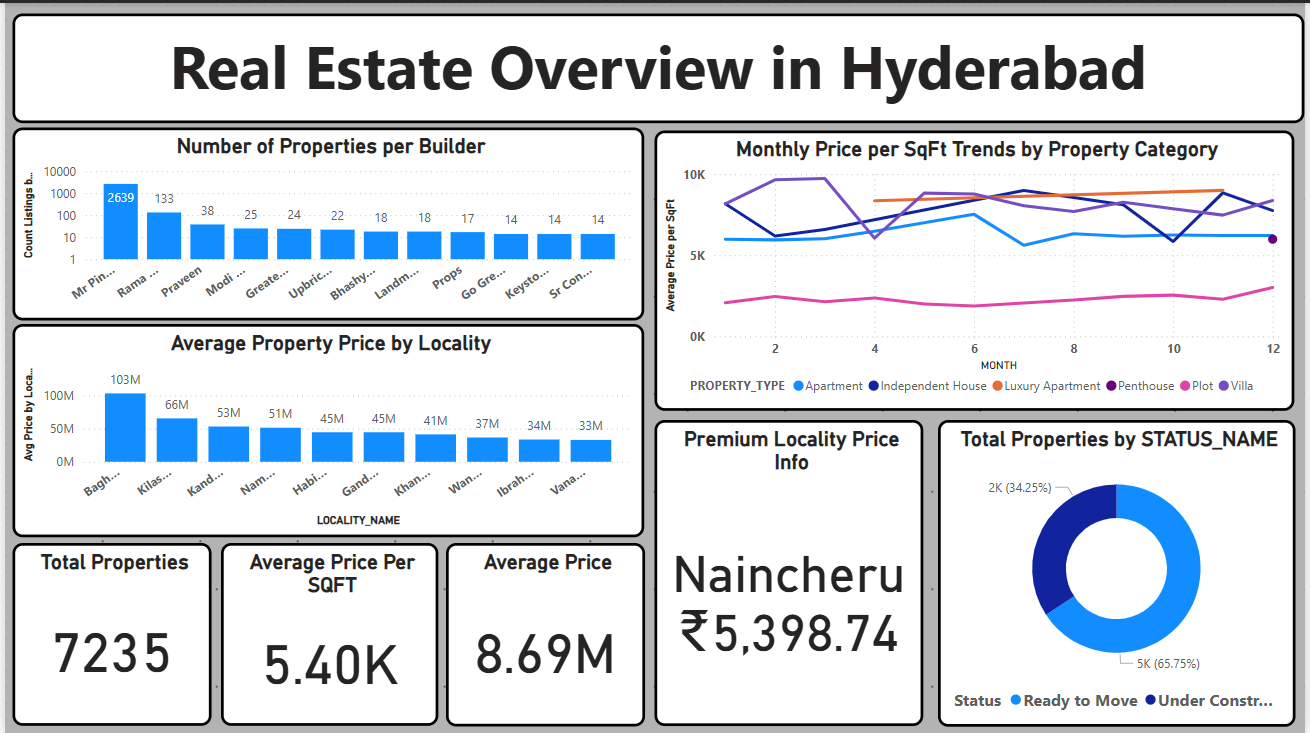 Real Estate Overview in Hyderabad
Number of Properties per Builder
Count Listings b...
10000
1000
100
10
1
2639
133
38
25
24
22
18
18
17
14
14
14
Mr Pin...
Rama ...
Praveen
Modi ...
Greate...
Upbric...
Bhashy...
Landm...
Props
Go Gre...
Keysto...
Sr Con...
Monthly Price per SqFt Trends by Property Category
Average Price per SqFt
10K
5K
0K
2
4
6
8
10
12
MONTH
PROPERTY_TYPE Apartment Independent House Luxury Apartment Penthouse Plot Villa
Average Property Price by Locality
Avg Price by Loca...
100M
50M
0M
103M
66M
53M
51M
45M
45M
41M
37M
34M
33M
Bagh...
Kilas...
Kand...
Nam...
Habi...
Gand...
Khan...
Wan...
Ibrah...
Vana...
LOCALITY_NAME
Total Properties
7235
Average Price Per
SQFT
5.40K
Average Price
8.69M
Premium Locality Price
Info
Naincheru
₹5,398.74
Total Properties by STATUS_NAME
2K (34.25%)
5K (65.75%)
Status Ready to Move Under Constr...